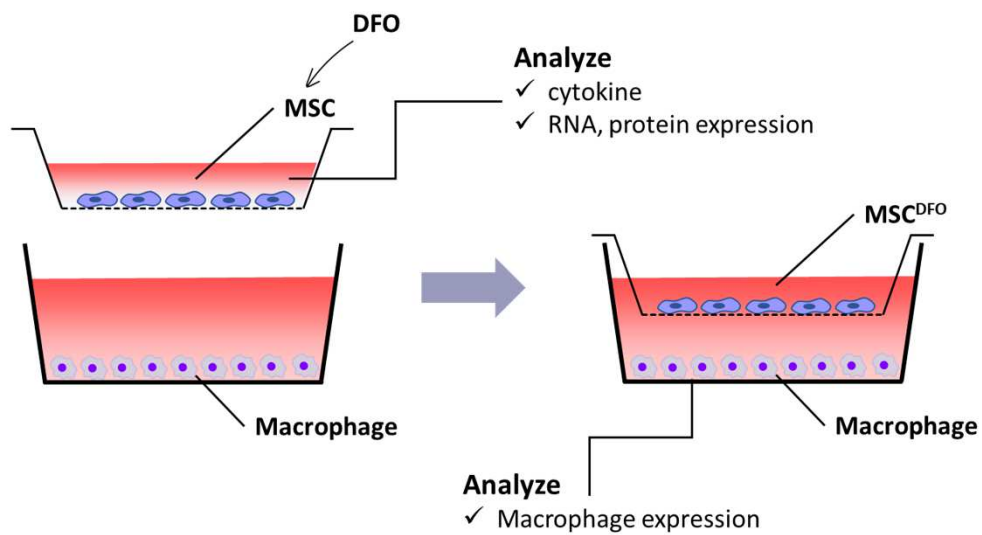 DFO
MSC
Analyze
✓ cytokine
✓ RNA, protein expression
Macrophage
MSCᴰᶠᴼ
Macrophage
Analyze
✓ Macrophage expression